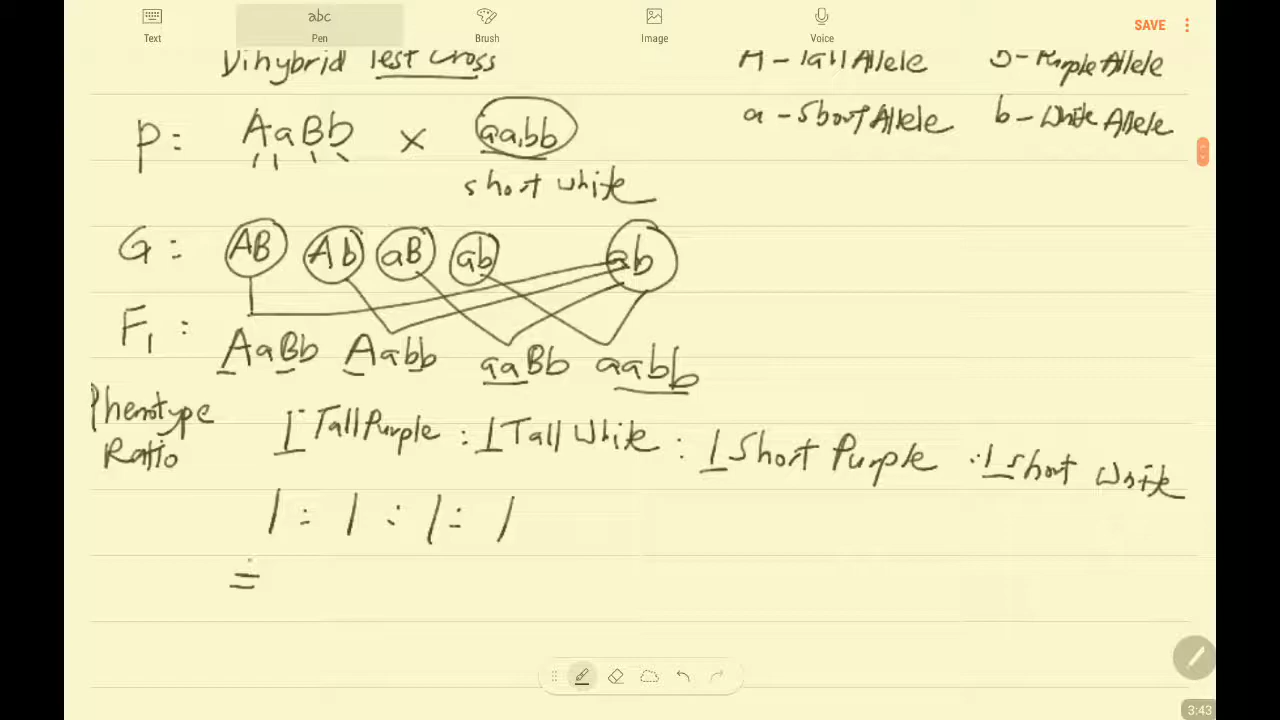 Text Pen Brush Image Voice SAVE
abc
Dihybrid Test Cross A - Tall Allele B - Purple Allele
P: AaBb x aabb a - Short Allele b - White Allele
short white
G: AB Ab aB ab ab
F1: AaBb Aabb aaBb aabb
Phenotype Ratio 1 Tall Purple : 1 Tall White : 1 Short Purple : 1 Short White
1 : 1 : 1 : 1
=
3:43